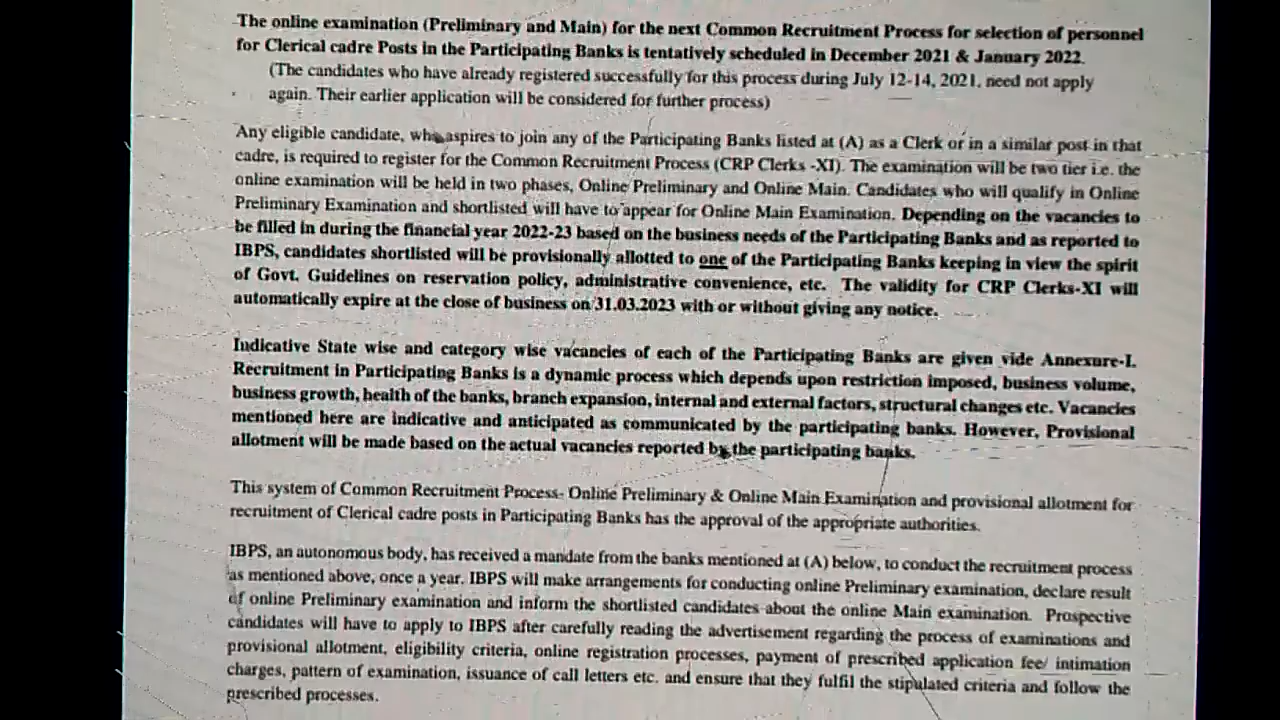 The online examination (Preliminary and Main) for the next Common Recruitment Process for selection of personnel
for Clerical cadre Posts in the Participating Banks is tentatively scheduled in December 2021 & January 2022.
(The candidates who have already registered successfully for this process during July 12-14, 2021, need not apply
again. Their earlier application will be considered for further process)
Any eligible candidate, who aspires to join any of the Participating Banks listed at (A) as a Clerk or in a similar post in that
cadre, is required to register for the Common Recruitment Process (CRP Clerks -XI). The examination will be two tier i.e. the
online examination will be held in two phases, Online Preliminary and Online Main. Candidates who will qualify in Online
Preliminary Examination and shortlisted will have to appear for Online Main Examination. Depending on the vacancies to
be filled in during the financial year 2022-23 based on the business needs of the Participating Banks and as reported to
IBPS, candidates shortlisted will be provisionally allotted to one of the Participating Banks keeping in view the spirit
of Govt. Guidelines on reservation policy, administrative convenience, etc. The validity for CRP Clerks-XI will
automatically expire at the close of business on 31.03.2023 with or without giving any notice.
Indicative State wise and category wise vacancies of each of the Participating Banks are given vide Annexure-I.
Recruitment in Participating Banks is a dynamic process which depends upon restriction imposed, business volume,
business growth, health of the banks, branch expansion, internal and external factors, structural changes etc. Vacancies
mentioned here are indicative and anticipated as communicated by the participating banks. However, Provisional
allotment will be made based on the actual vacancies reported by the participating banks.
This system of Common Recruitment Process- Online Preliminary & Online Main Examination and provisional allotment for
recruitment of Clerical cadre posts in Participating Banks has the approval of the appropriate authorities.
IBPS, an autonomous body, has received a mandate from the banks mentioned at (A) below, to conduct the recruitment process
as mentioned above, once a year. IBPS will make arrangements for conducting online Preliminary examination, declare result
of online Preliminary examination and inform the shortlisted candidates about the online Main examination. Prospective
candidates will have to apply to IBPS after carefully reading the advertisement regarding the process of examinations and
provisional allotment, eligibility criteria, online registration processes, payment of prescribed application fee/ intimation
charges, pattern of examination, issuance of call letters etc. and ensure that they fulfil the stipulated criteria and follow the
prescribed processes.